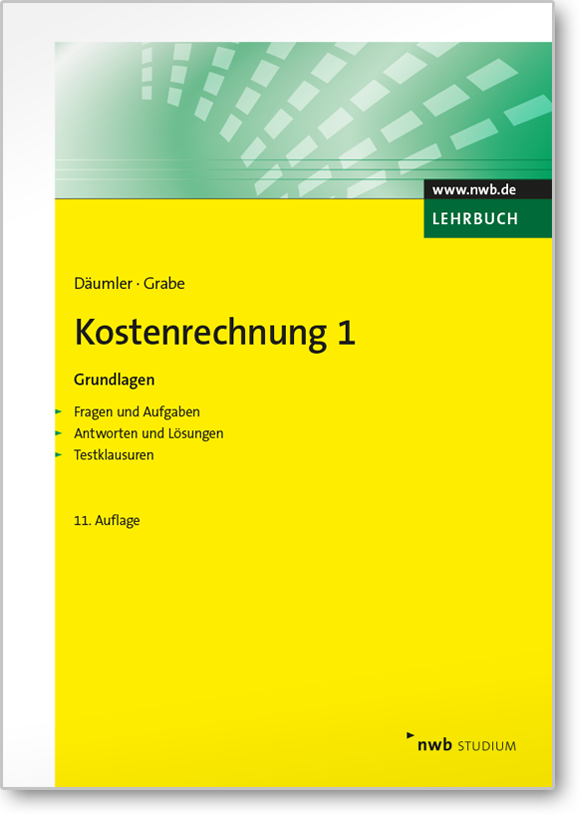 www.nwb.de
LEHRBUCH
Däumler · Grabe
Kostenrechnung 1
Grundlagen
Fragen und Aufgaben
Antworten und Lösungen
Testklausuren
11. Auflage
nwb STUDIUM